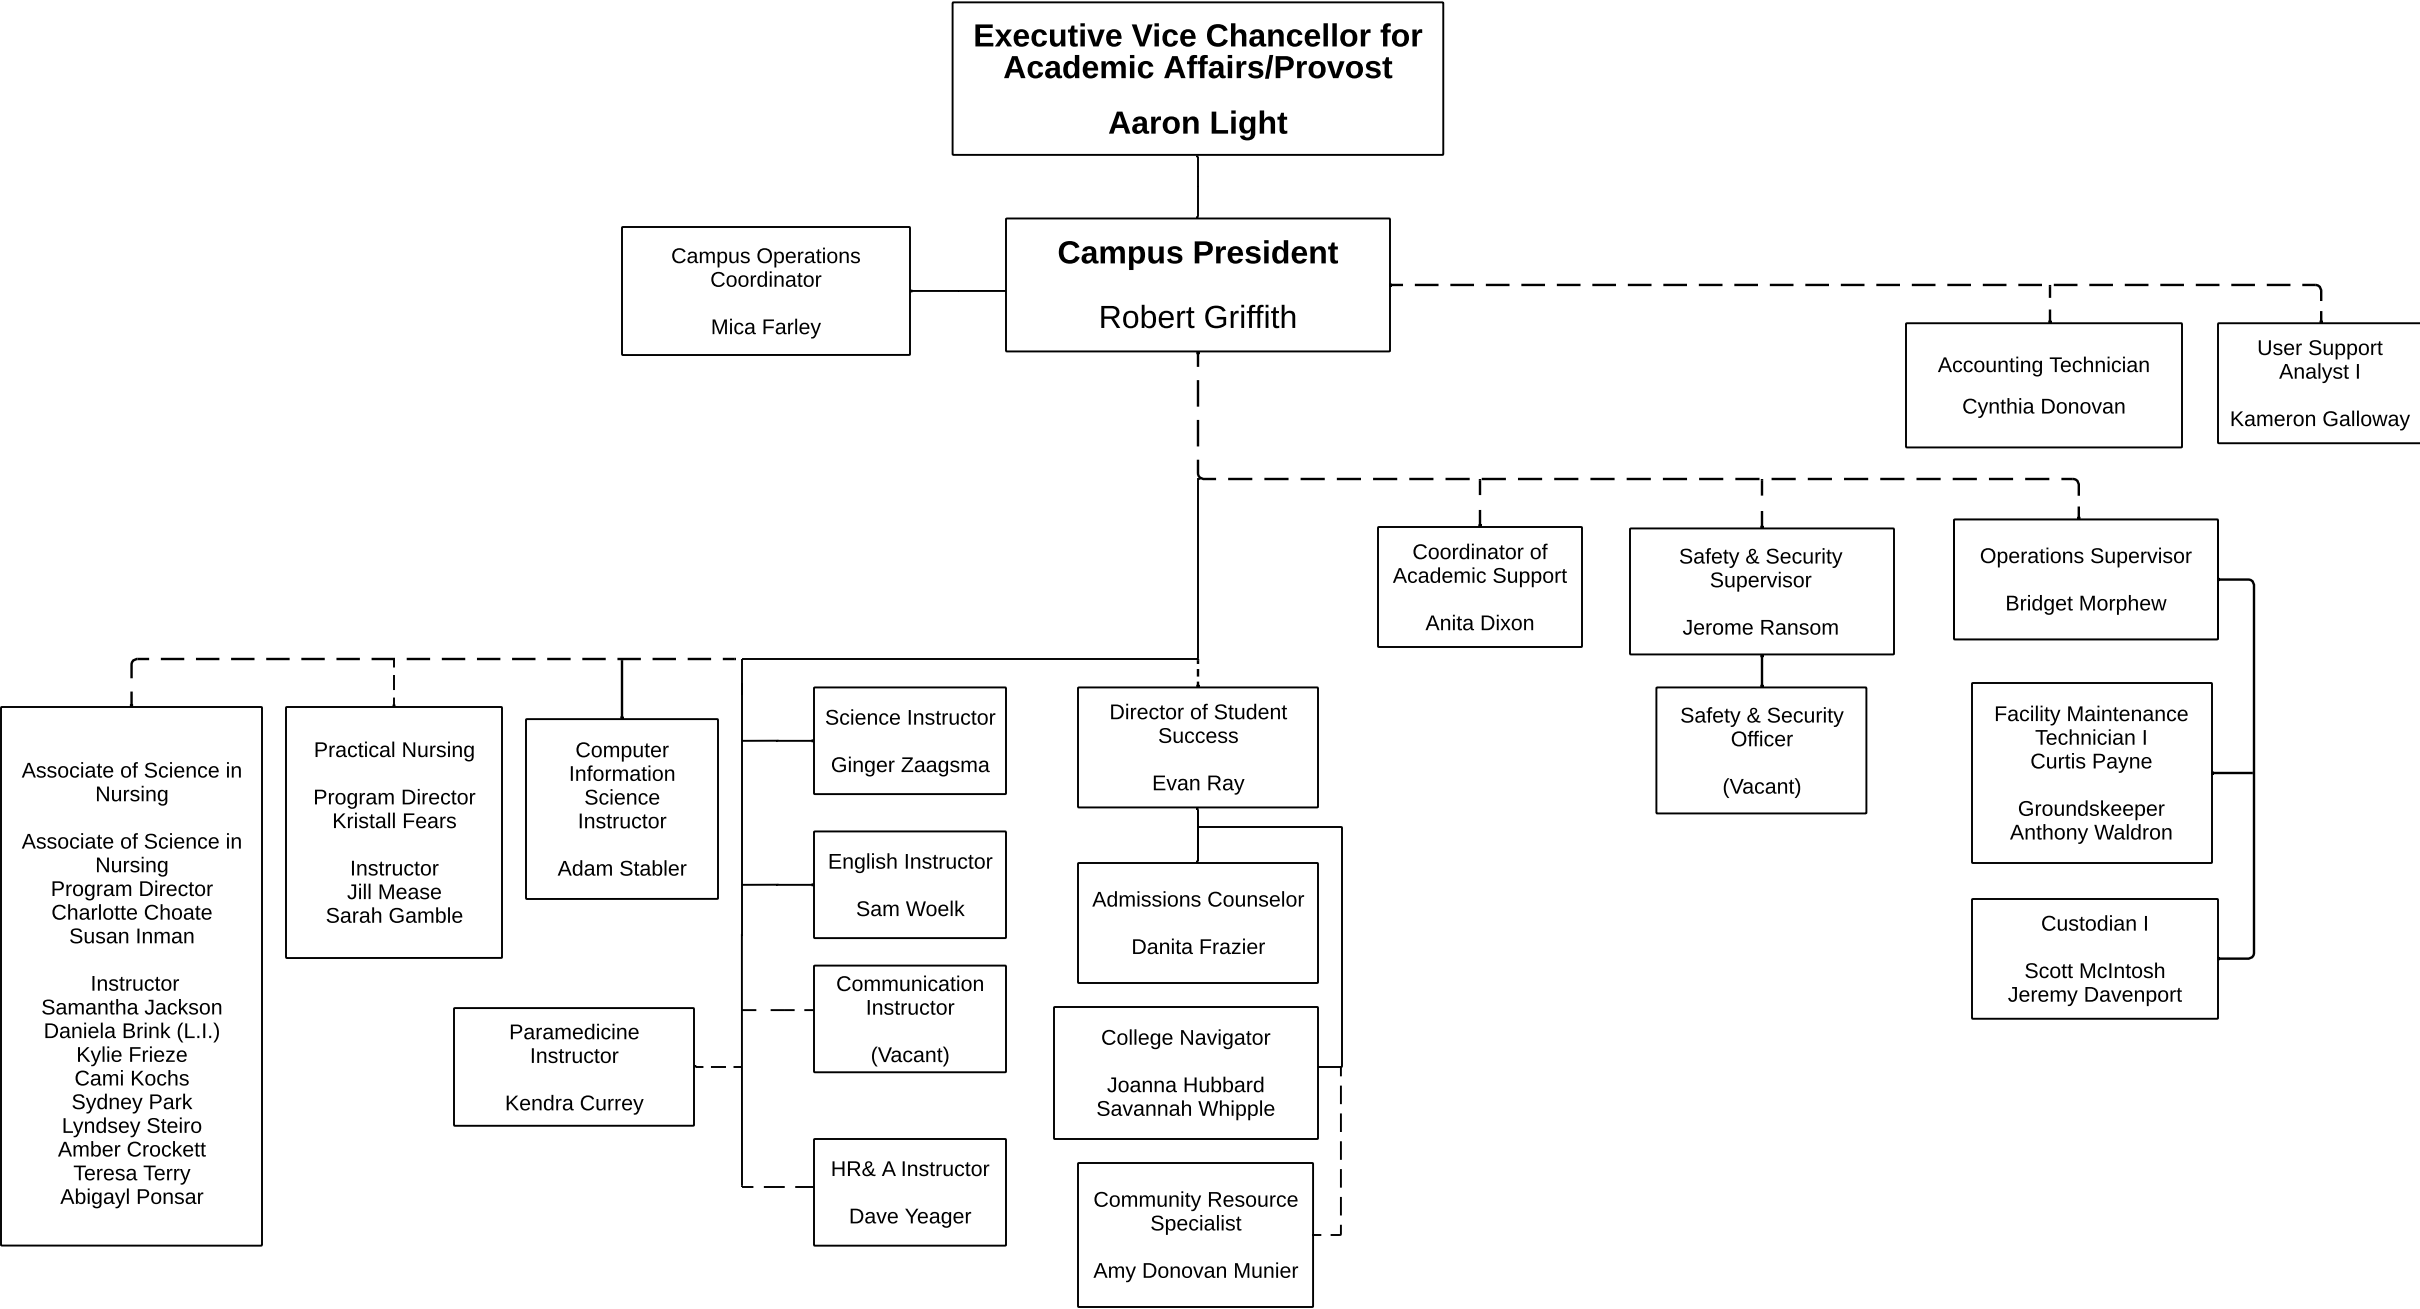 Executive Vice Chancellor for
Academic Affairs/Provost
Aaron Light
Campus Operations
Coordinator
Mica Farley
Campus President
Robert Griffith
Accounting Technician
Cynthia Donovan
User Support
Analyst I
Kameron Galloway
Coordinator of
Academic Support
Anita Dixon
Safety & Security
Supervisor
Jerome Ransom
Operations Supervisor
Bridget Morphew
Associate of Science in
Nursing
Associate of Science in
Nursing
Program Director
Charlotte Choate
Susan Inman
Instructor
Samantha Jackson
Daniela Brink (L.I.)
Kylie Frieze
Cami Kochs
Sydney Park
Lyndsey Steiro
Amber Crockett
Teresa Terry
Abigayl Ponsar
Practical Nursing
Program Director
Kristall Fears
Instructor
Jill Mease
Sarah Gamble
Computer
Information
Science
Instructor
Adam Stabler
Paramedicine
Instructor
Kendra Currey
Science Instructor
Ginger Zaagsma
English Instructor
Sam Woelk
Communication
Instructor
(Vacant)
HR& A Instructor
Dave Yeager
Director of Student
Success
Evan Ray
Admissions Counselor
Danita Frazier
College Navigator
Joanna Hubbard
Savannah Whipple
Community Resource
Specialist
Amy Donovan Munier
Safety & Security
Officer
(Vacant)
Facility Maintenance
Technician I
Curtis Payne
Groundskeeper
Anthony Waldron
Custodian I
Scott McIntosh
Jeremy Davenport